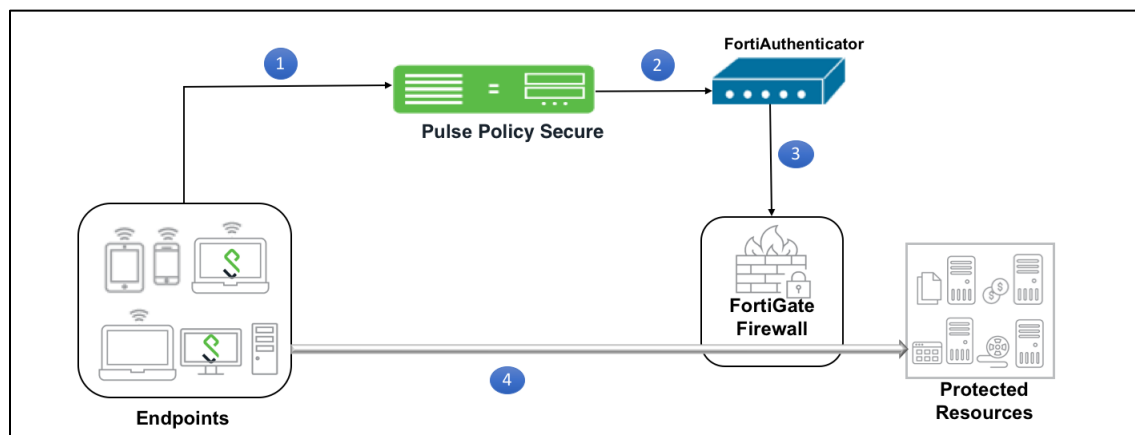 FortiAuthenticator
1
2
Pulse Policy Secure
3
FortiGate
Firewall
4
Endpoints
Protected
Resources